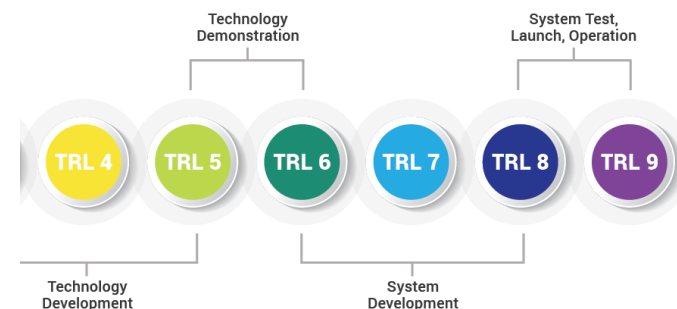 Technology
Demonstration
System Test,
Launch, Operation
TRL 4
TRL 5
TRL 6
TRL 7
TRL 8
TRL 9
Technology
Development
System
Development